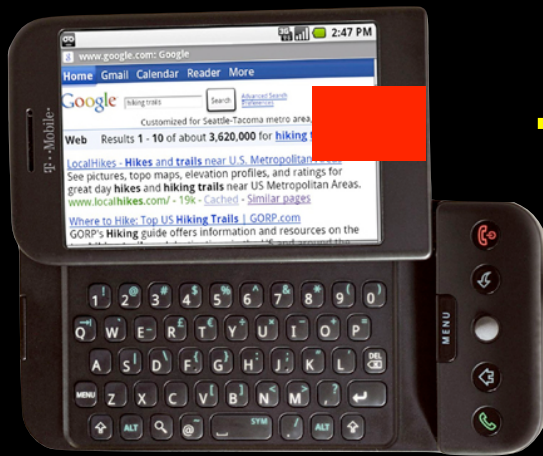 3G 2:47 PM
www.google.com: Google
Home Gmail Calendar Reader More
Google hiking trails Search Advanced Search
Preferences
Customized for Seattle-Tacoma metro area,
Web Results 1 - 10 of about 3,620,000 for hiking
LocalHikes - Hikes and trails near U.S. Metropolitan
See pictures, topo maps, elevation profiles, and ratings for
great day hikes and hiking trails near US Metropolitan Areas.
www.localhikes.com/ - 19k - Cached - Similar pages
Where to Hike: Top US Hiking Trails | GORP.com
GORP's Hiking guide offers information and resources on the
T-Mobile
1 ! 2 @ 3 # 4 $ 5 % 6 ^ 7 & 8 * 9 ( 0 )
Q W E R T Y U I O P
A S D F G H J K L DEL
MENU Z X C V B N M , ?
ALT @ SYM . / ALT
MENU